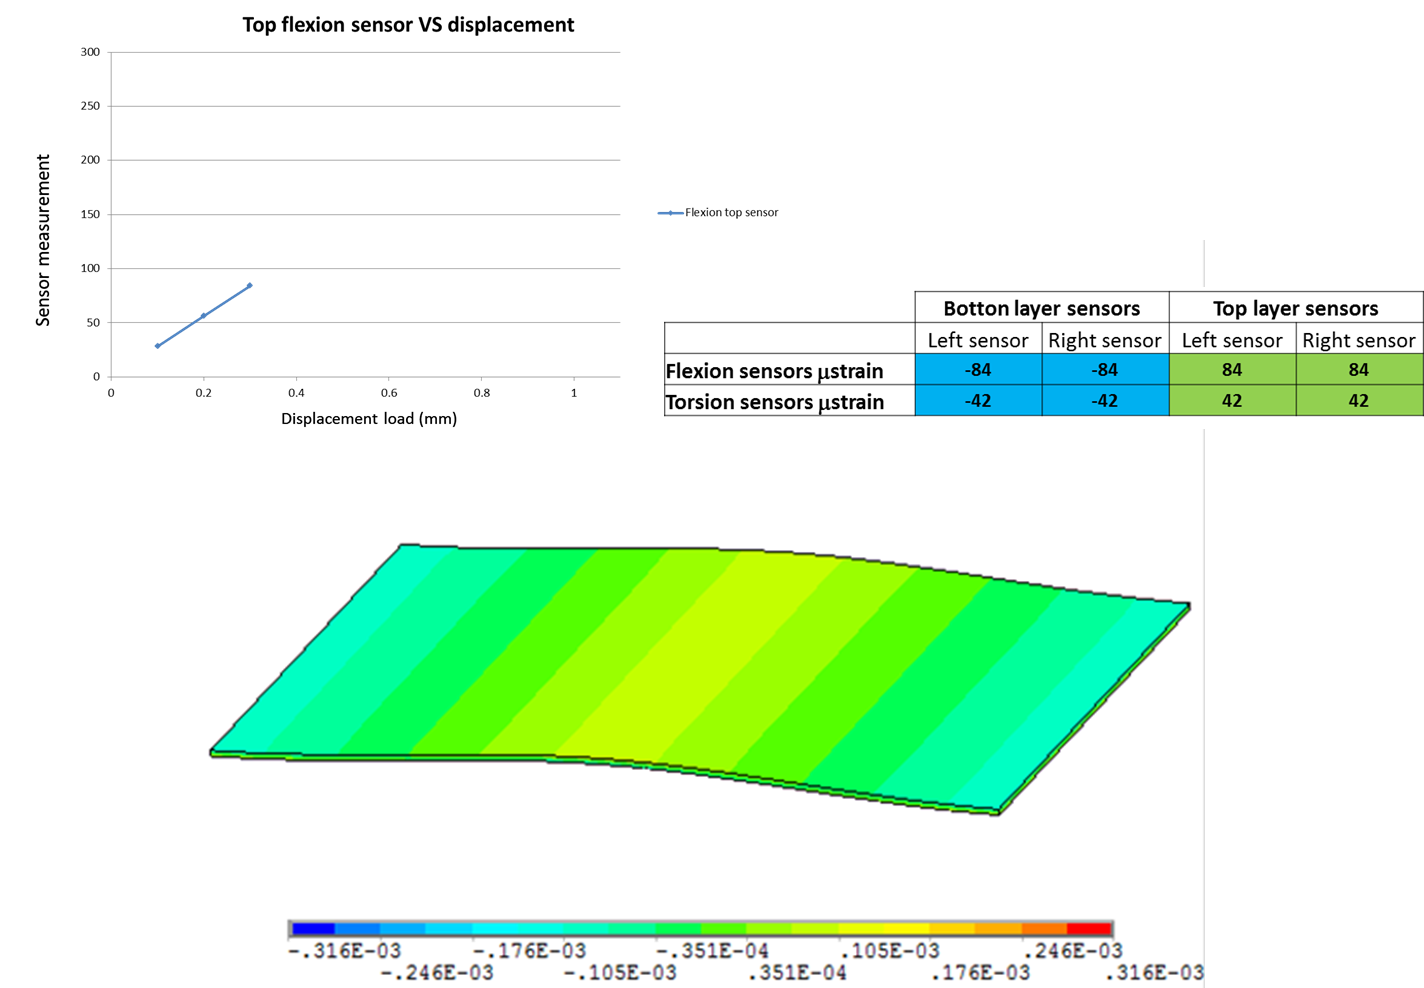 Top flexion sensor VS displacement
300
250
200
150
100
50
0
Sensor measurement
0 0.2 0.4 0.6 0.8 1
Displacement load (mm)
Flexion top sensor
Botton layer sensors Top layer sensors
Left sensor Right sensor Left sensor Right sensor
Flexion sensors μstrain -84 -84 84 84
Torsion sensors μstrain -42 -42 42 42
-.316E-03 -.176E-03 -.351E-04 .105E-03 .246E-03
-.246E-03 -.105E-03 .351E-04 .176E-03 .316E-03